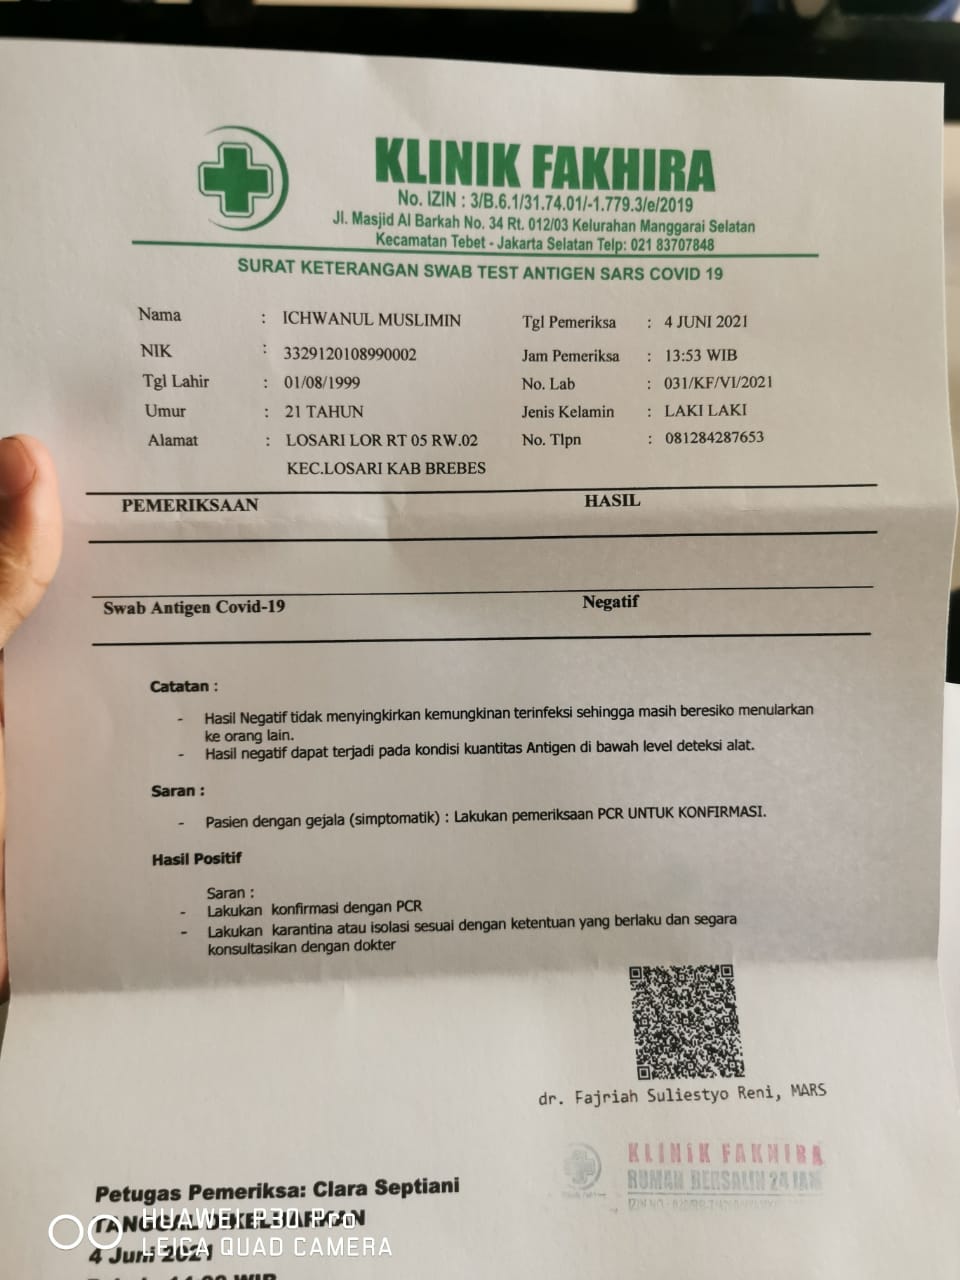 KLINIK FAKHIRA
No. IZIN : 3/B.6.1/31.74.01/-1.779.3/e/2019
Jl. Masjid Al Barkah No. 34 Rt. 012/03 Kelurahan Manggarai Selatan
Kecamatan Tebet - Jakarta Selatan Telp: 021 83707848
SURAT KETERANGAN SWAB TEST ANTIGEN SARS COVID 19
Nama : ICHWANUL MUSLIMIN Tgl Pemeriksa : 4 JUNI 2021
NIK : 3329120108990002 Jam Pemeriksa : 13:53 WIB
Tgl Lahir : 01/08/1999 No. Lab : 031/KF/VI/2021
Umur : 21 TAHUN Jenis Kelamin : LAKI LAKI
Alamat : LOSARI LOR RT 05 RW.02 No. Tlpn : 081284287653
KEC.LOSARI KAB BREBES
PEMERIKSAAN HASIL
Swab Antigen Covid-19 Negatif
Catatan :
- Hasil Negatif tidak menyingkirkan kemungkinan terinfeksi sehingga masih beresiko menularkan
ke orang lain.
- Hasil negatif dapat terjadi pada kondisi kuantitas Antigen di bawah level deteksi alat.
Saran :
- Pasien dengan gejala (simptomatik) : Lakukan pemeriksaan PCR UNTUK KONFIRMASI.
Hasil Positif
Saran :
- Lakukan konfirmasi dengan PCR
- Lakukan karantina atau isolasi sesuai dengan ketentuan yang berlaku dan segara
konsultasikan dengan dokter
dr. Fajriah Suliestyo Reni, MARS
KLINIK FAKHIRA
RUMAH BERSALIN 24 JAM
Petugas Pemeriksa: Clara Septiani
TANGGAL DIKELUARKAN
4 Juni 2021
HUAWEI P30 Pro
LEICA QUAD CAMERA